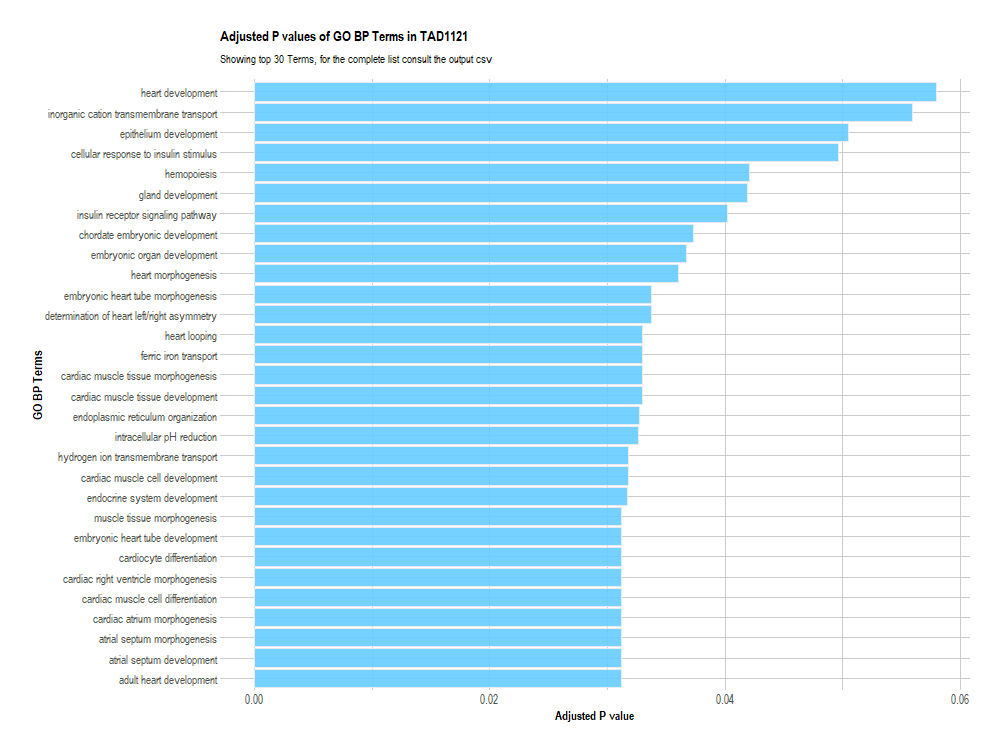 Adjusted P values of GO BP Terms in TAD1121
Showing top 30 Terms, for the complete list consult the output csv
heart development
inorganic cation transmembrane transport
epithelium development
cellular response to insulin stimulus
hemopoiesis
gland development
insulin receptor signaling pathway
chordate embryonic development
embryonic organ development
heart morphogenesis
embryonic heart tube morphogenesis
determination of heart left/right asymmetry
heart looping
ferric iron transport
cardiac muscle tissue morphogenesis
cardiac muscle tissue development
endoplasmic reticulum organization
intracellular pH reduction
hydrogen ion transmembrane transport
cardiac muscle cell development
endocrine system development
muscle tissue morphogenesis
embryonic heart tube development
cardiocyte differentiation
cardiac right ventricle morphogenesis
cardiac muscle cell differentiation
cardiac atrium morphogenesis
atrial septum morphogenesis
atrial septum development
adult heart development
GO BP Terms
0.00 0.02 0.04 0.06
Adjusted P value